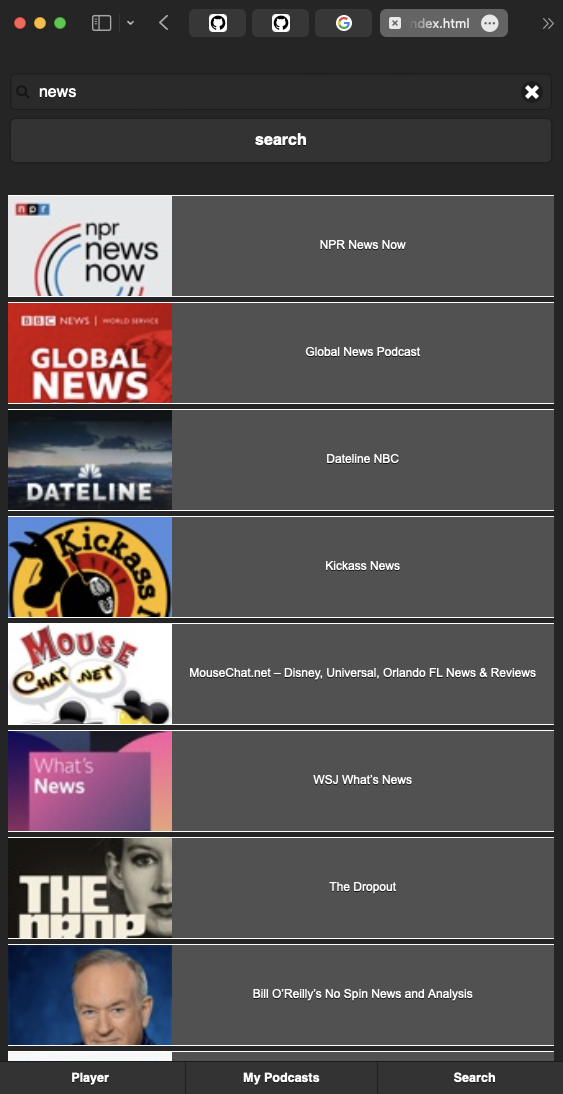 ndex.html
news
search
npr
npr
news
now
NPR News Now
BBC NEWS | WORLD SERVICE
GLOBAL
NEWS
Global News Podcast
DATELINE
Dateline NBC
Kickass
Kickass News
MOUSE
CHAT .NET
MouseChat.net – Disney, Universal, Orlando FL News & Reviews
What's
News
WSJ What's News
THE
DROP
The Dropout
Bill O'Reilly's No Spin News and Analysis
Player
My Podcasts
Search